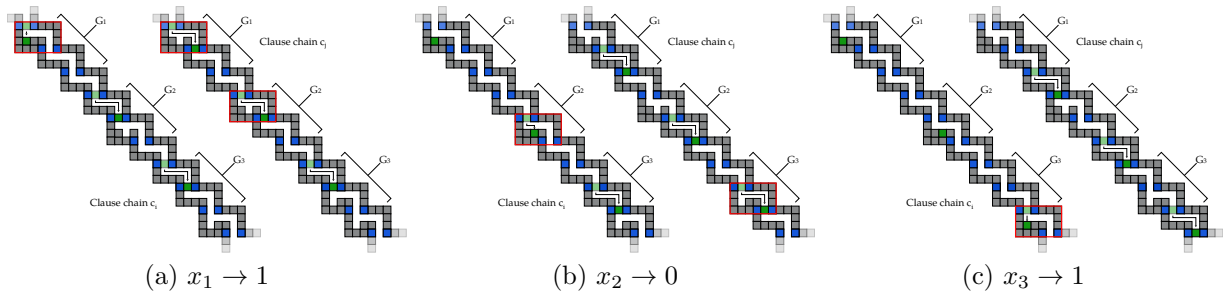 G₁
G₁
Clause chain cⱼ
G₂
G₂
G₃
G₃
Clause chain cᵢ
(a) x₁ → 1
G₁
G₁
Clause chain cⱼ
G₂
G₂
G₃
G₃
Clause chain cᵢ
(b) x₂ → 0
G₁
G₁
Clause chain cⱼ
G₂
G₂
G₃
G₃
Clause chain cᵢ
(c) x₃ → 1